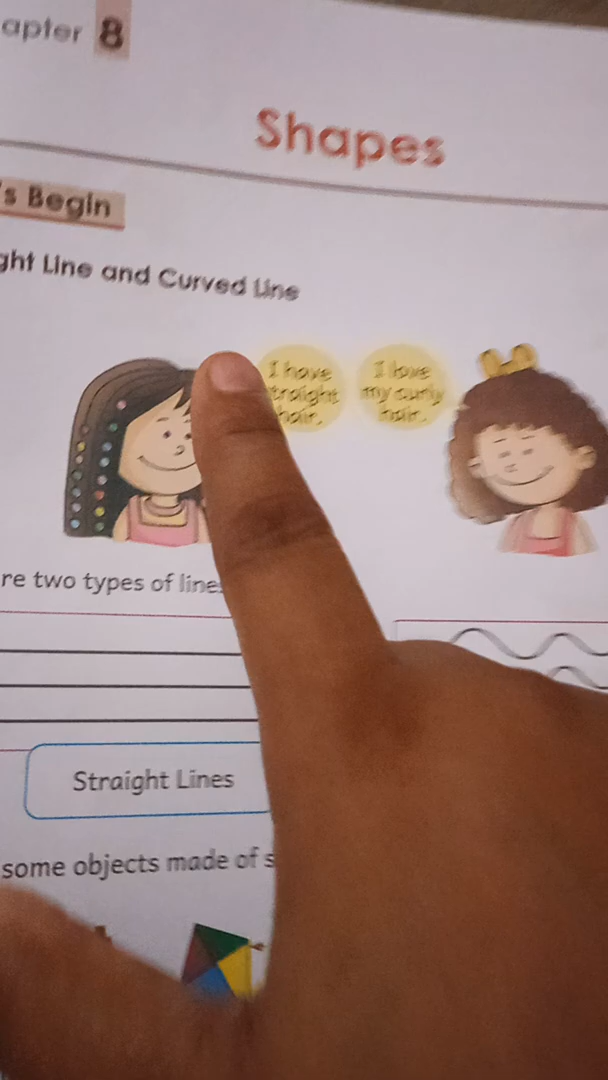 apter 8
Shapes
's Begin
ght Line and Curved Line
I have
traight
hair.
I love
my curly
hair.
re two types of line
Straight Lines
some objects made of s